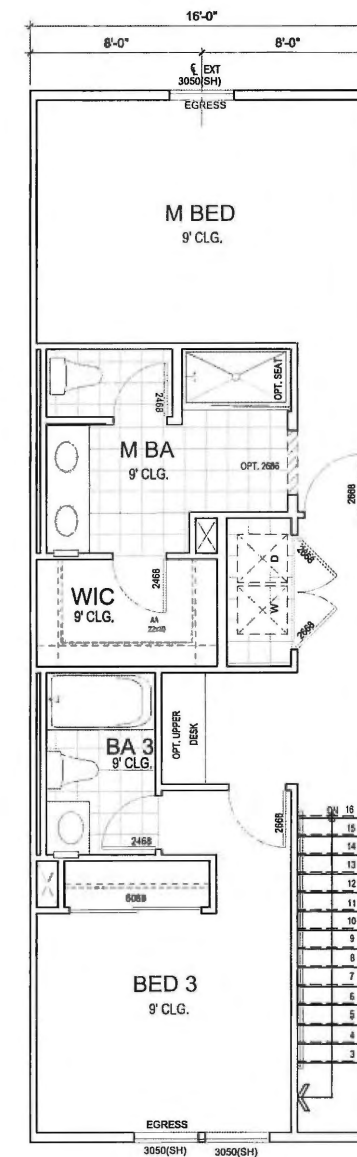 16'-0"
8'-0" 8'-0"
℄ EXT
3050(SH)
EGRESS
M BED
9' CLG.
2468
OPT. SEAT
M BA
9' CLG.
OPT. 2686
2668
2468
WIC
9' CLG.
AA
22x30
D
W
2668
2668
BA 3
9' CLG.
OPT. UPPER
DESK
2468
2668
DN 16
15
14
13
12
11
10
9
8
7
6
5
4
3
6068
BED 3
9' CLG.
EGRESS
3050(SH) 3050(SH)